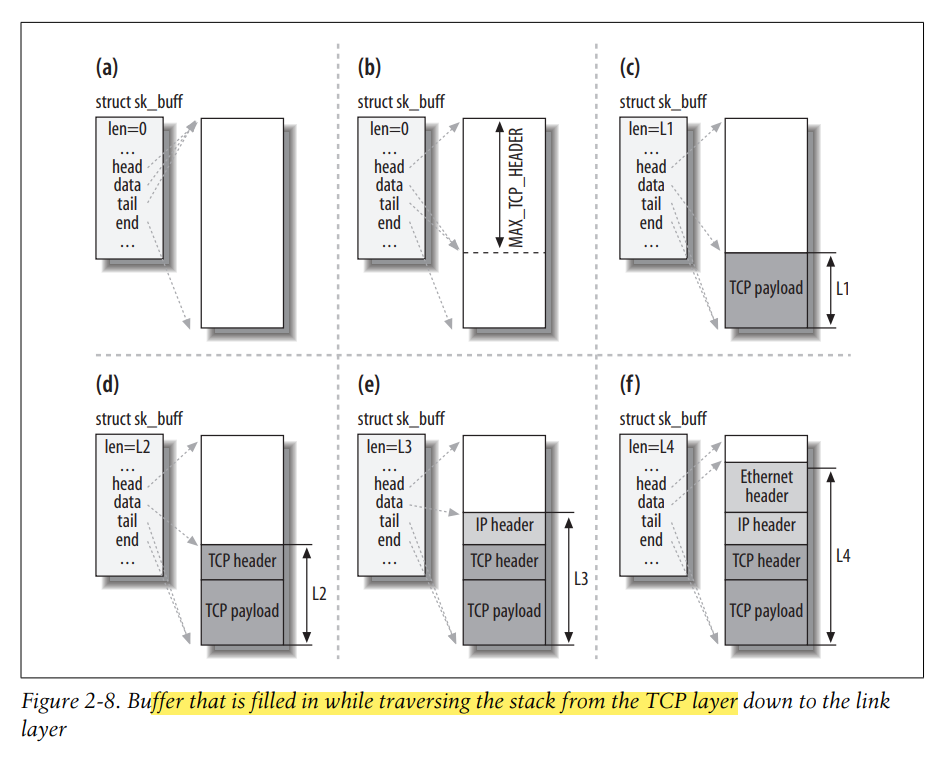 (a)
struct sk_buff
len=0
...
head
data
tail
end
...
(b)
struct sk_buff
len=0
...
head
data
tail
end
...
MAX_TCP_HEADER
(c)
struct sk_buff
len=L1
...
head
data
tail
end
...
TCP payload
L1
(d)
struct sk_buff
len=L2
...
head
data
tail
end
...
TCP header
TCP payload
L2
(e)
struct sk_buff
len=L3
...
head
data
tail
end
...
IP header
TCP header
TCP payload
L3
(f)
struct sk_buff
len=L4
...
head
data
tail
end
...
Ethernet
header
IP header
TCP header
TCP payload
L4
Figure 2-8. Buffer that is filled in while traversing the stack from the TCP layer down to the link
layer